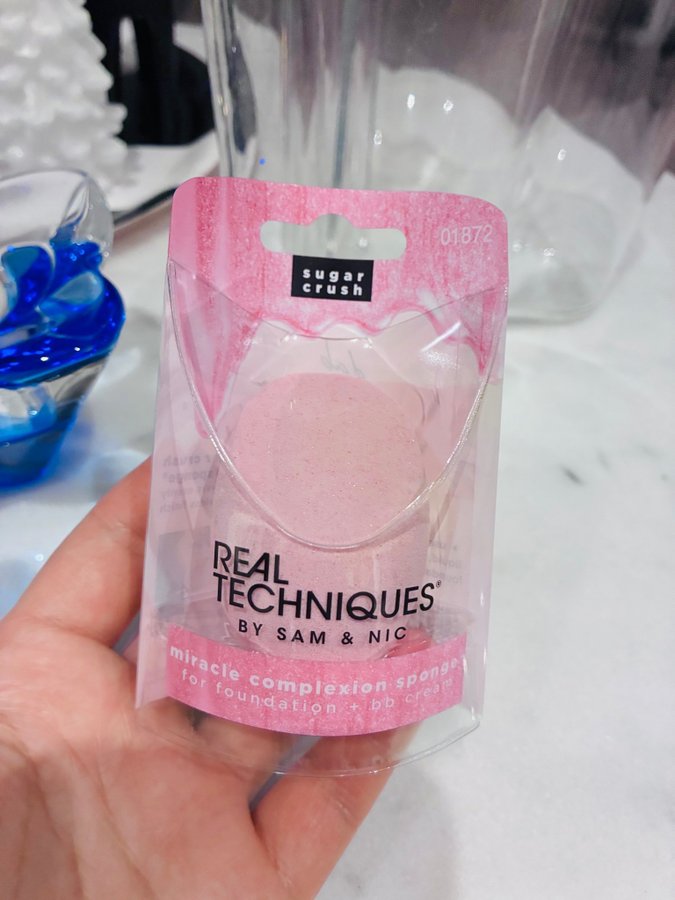 01872
sugar
crush
REAL
TECHNIQUES®
BY SAM & NIC
miracle complexion sponge
for foundation + bb cream